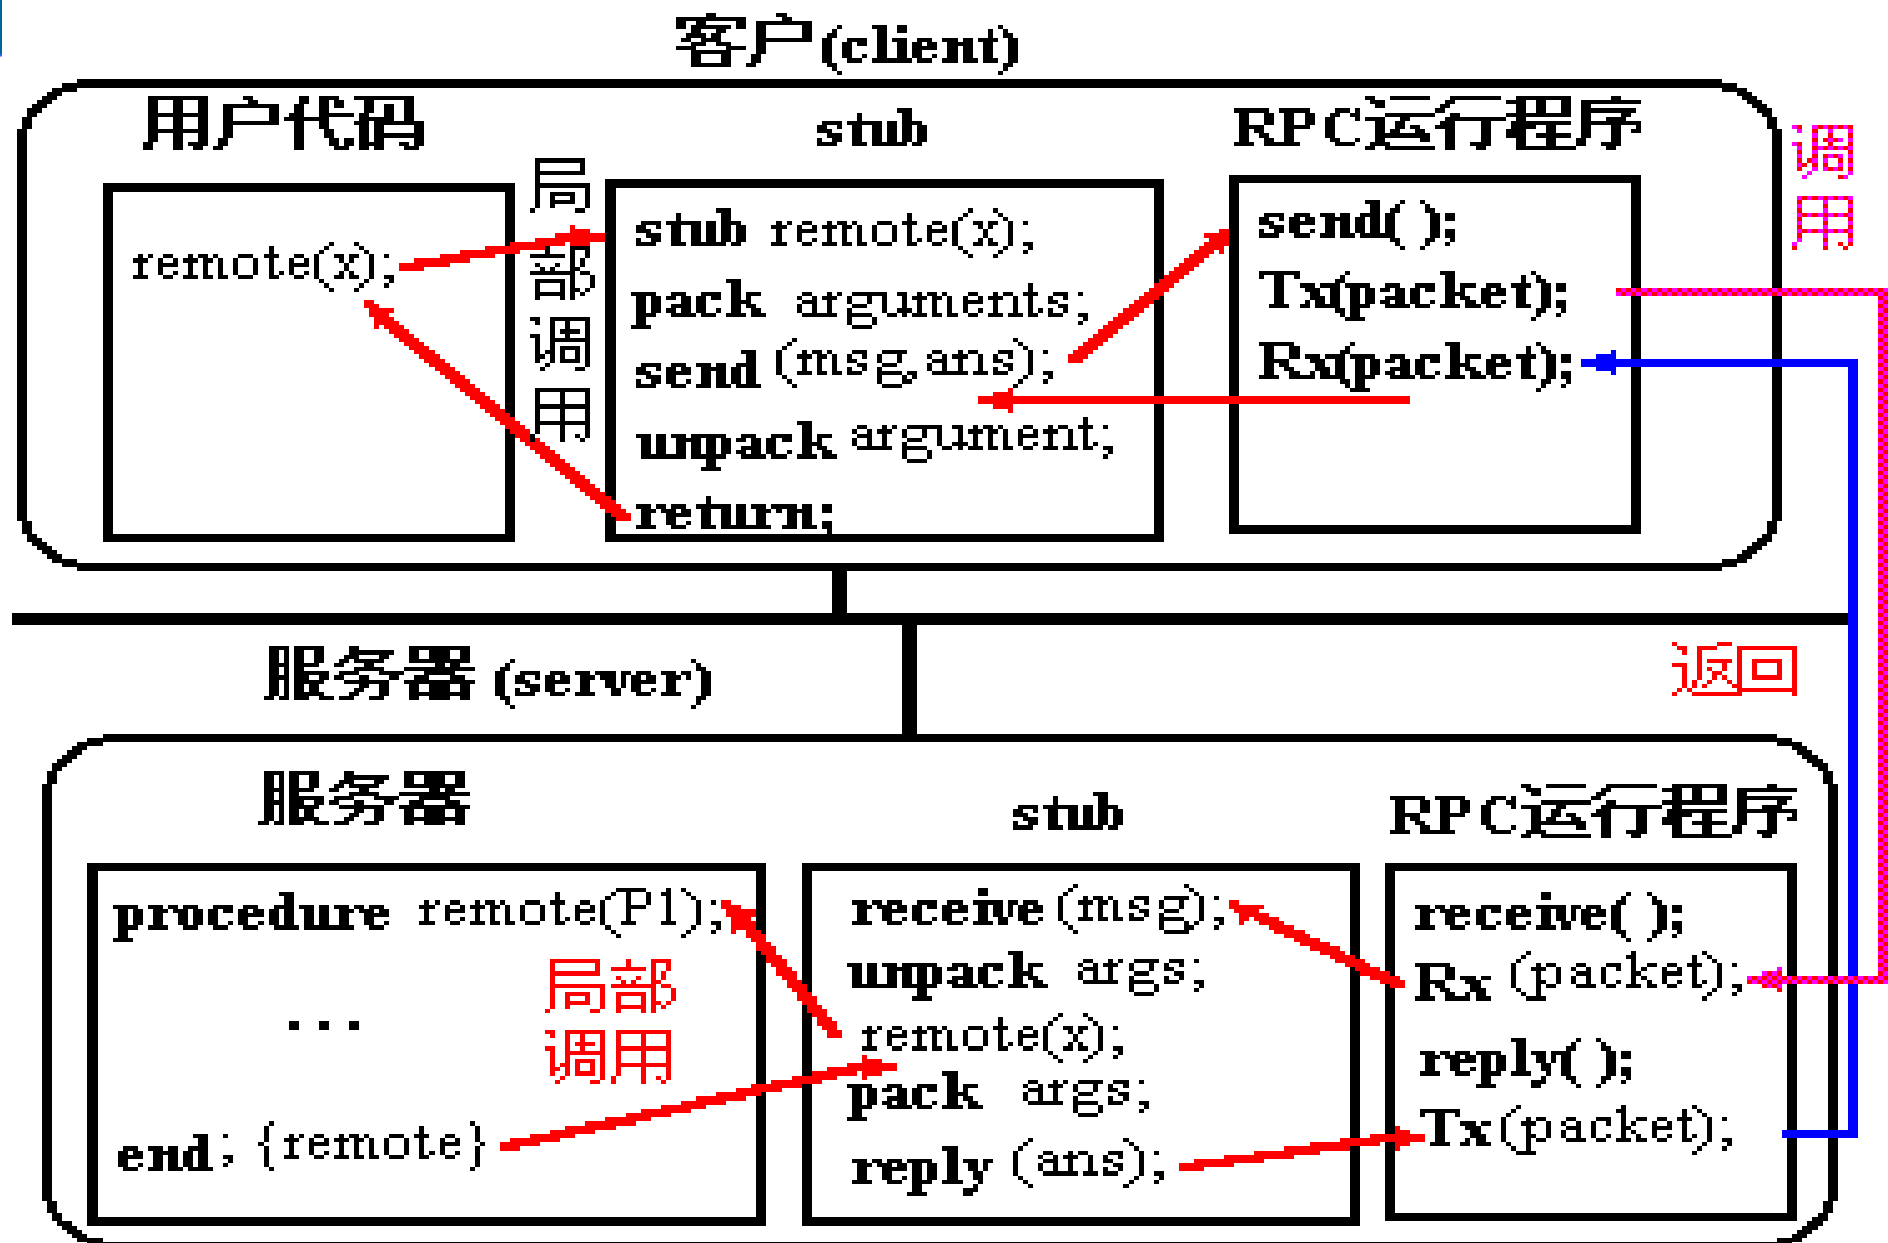 客户(client)
用户代码
stub
RPC运行程序
调用
局部调用
remote(x);
stub remote(x);
pack arguments;
send (msg,ans);
unpack argument;
return;
send( );
Tx(packet);
Rx(packet);
服务器(server)
返回
服务器
stub
RPC运行程序
procedure remote(P1);
...
end; {remote}
局部
调用
receive (msg);
unpack args;
remote(x);
pack args;
reply (ans);
receive( );
Rx (packet);
reply( );
Tx (packet);